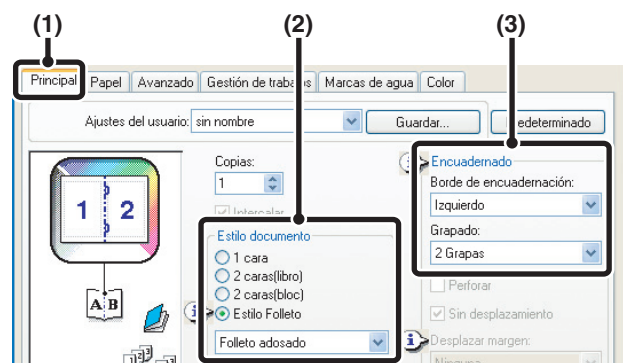 (1) (2) (3)
Principal Papel Avanzado Gestión de trabajos Marcas de agua Color
Ajustes del usuario: sin nombre Guardar...
Copias:
1
Intercalar
Estilo documento
1 cara
2 caras(libro)
2 caras(bloc)
Estilo Folleto
Folleto adosado
1 2
A B
Encuadernado
Borde de encuadernación:
Izquierdo
Grapado:
2 Grapas
Perforar
Sin desplazamiento
Desplazar margen: